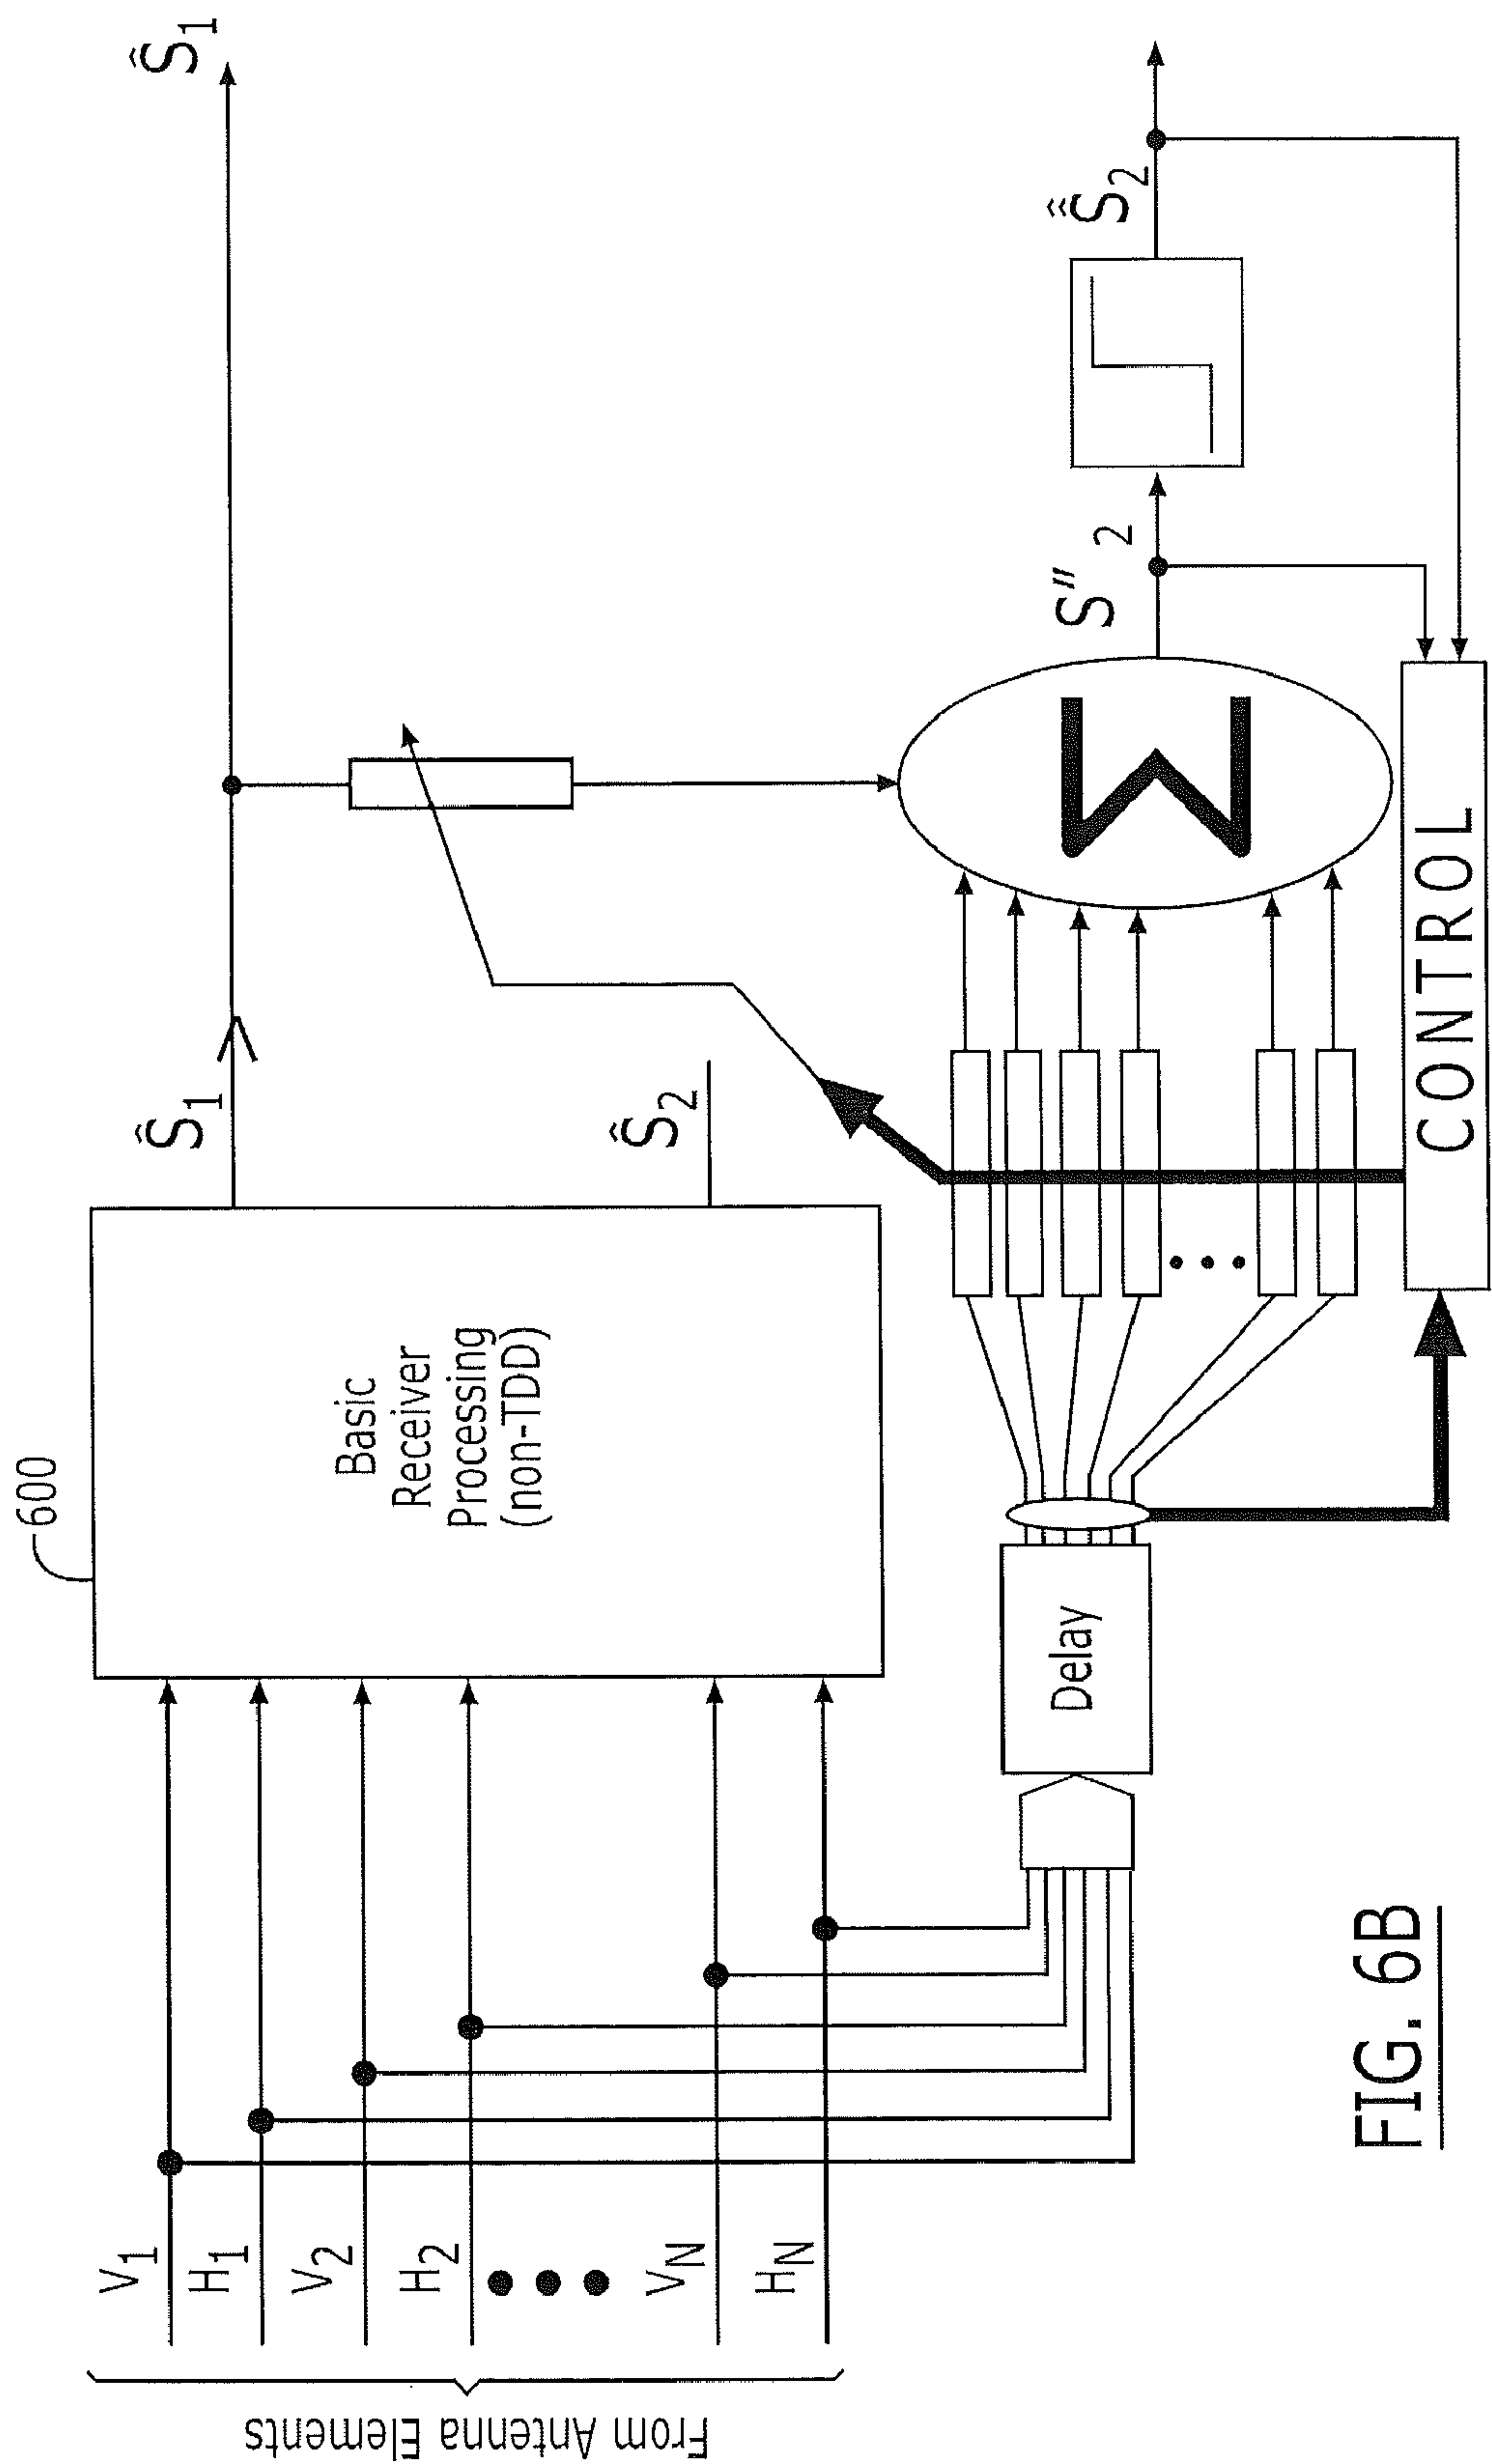 From Antenna Elements
V1
H1
V2
H2
VN
HN
600
Basic
Receiver
Processing
(non-TDD)
Ŝ1
Ŝ1
Ŝ2
Delay
Σ
S"2
Ŝ̂2
CONTROL
FIG. 6B